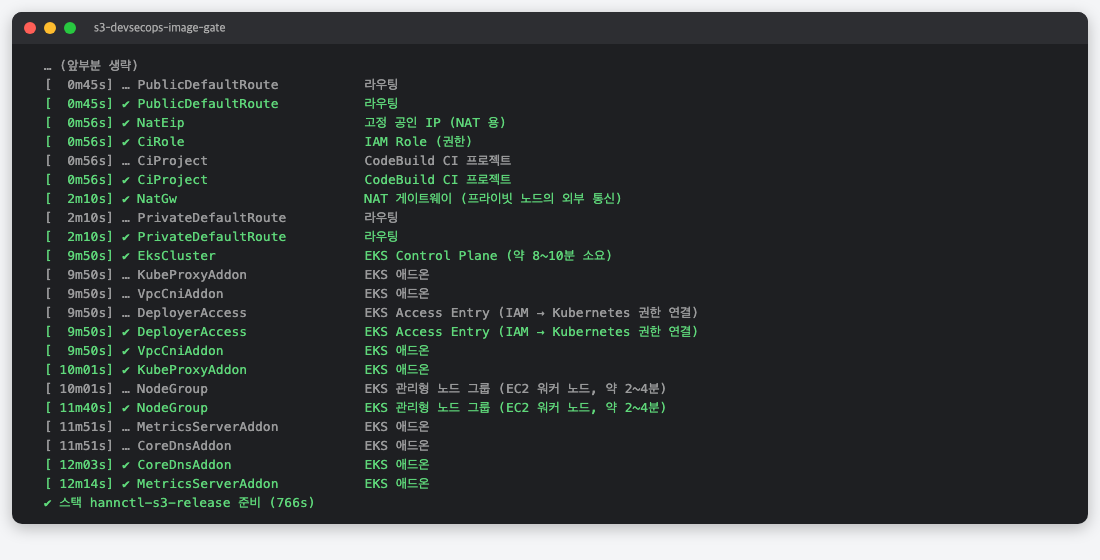 s3-devsecops-image-gate
… (앞부분 생략)
[  0m45s] … PublicDefaultRoute           라우팅
[  0m45s] ✔ PublicDefaultRoute           라우팅
[  0m56s] ✔ NatEip                       고정 공인 IP (NAT 용)
[  0m56s] ✔ CiRole                       IAM Role (권한)
[  0m56s] … CiProject                    CodeBuild CI 프로젝트
[  0m56s] ✔ CiProject                    CodeBuild CI 프로젝트
[  2m10s] ✔ NatGw                        NAT 게이트웨이 (프라이빗 노드의 외부 통신)
[  2m10s] … PrivateDefaultRoute          라우팅
[  2m10s] ✔ PrivateDefaultRoute          라우팅
[  9m50s] ✔ EksCluster                   EKS Control Plane (약 8~10분 소요)
[  9m50s] … KubeProxyAddon               EKS 애드온
[  9m50s] … VpcCniAddon                  EKS 애드온
[  9m50s] … DeployerAccess               EKS Access Entry (IAM → Kubernetes 권한 연결)
[  9m50s] ✔ DeployerAccess               EKS Access Entry (IAM → Kubernetes 권한 연결)
[  9m50s] ✔ VpcCniAddon                  EKS 애드온
[ 10m01s] ✔ KubeProxyAddon               EKS 애드온
[ 10m01s] … NodeGroup                    EKS 관리형 노드 그룹 (EC2 워커 노드, 약 2~4분)
[ 11m40s] ✔ NodeGroup                    EKS 관리형 노드 그룹 (EC2 워커 노드, 약 2~4분)
[ 11m51s] … MetricsServerAddon           EKS 애드온
[ 11m51s] … CoreDnsAddon                 EKS 애드온
[ 12m03s] ✔ CoreDnsAddon                 EKS 애드온
[ 12m14s] ✔ MetricsServerAddon           EKS 애드온
✔ 스택 hannctl-s3-release 준비 (766s)